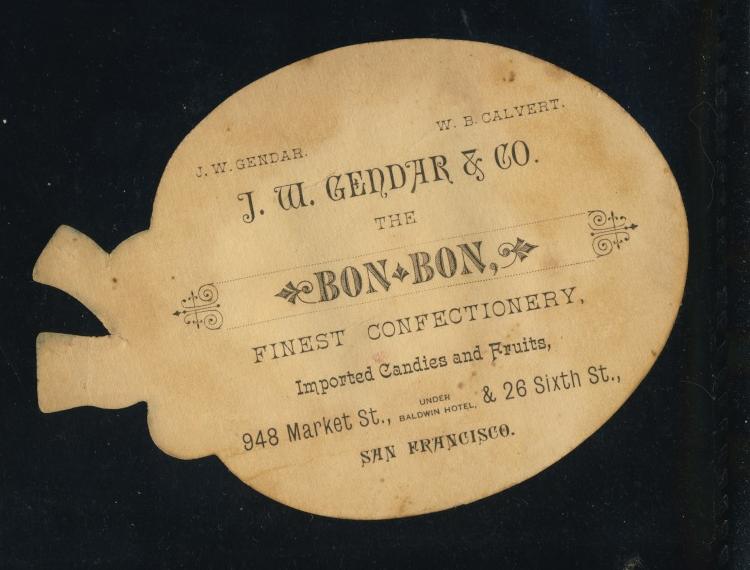 J. W. GENDAR.
W. B. CALVERT.
J. W. GENDAR & CO.
THE
BON BON,
FINEST CONFECTIONERY,
Imported Candies and Fruits,
948 Market St., UNDER BALDWIN HOTEL, & 26 Sixth St.,
SAN FRANCISCO.